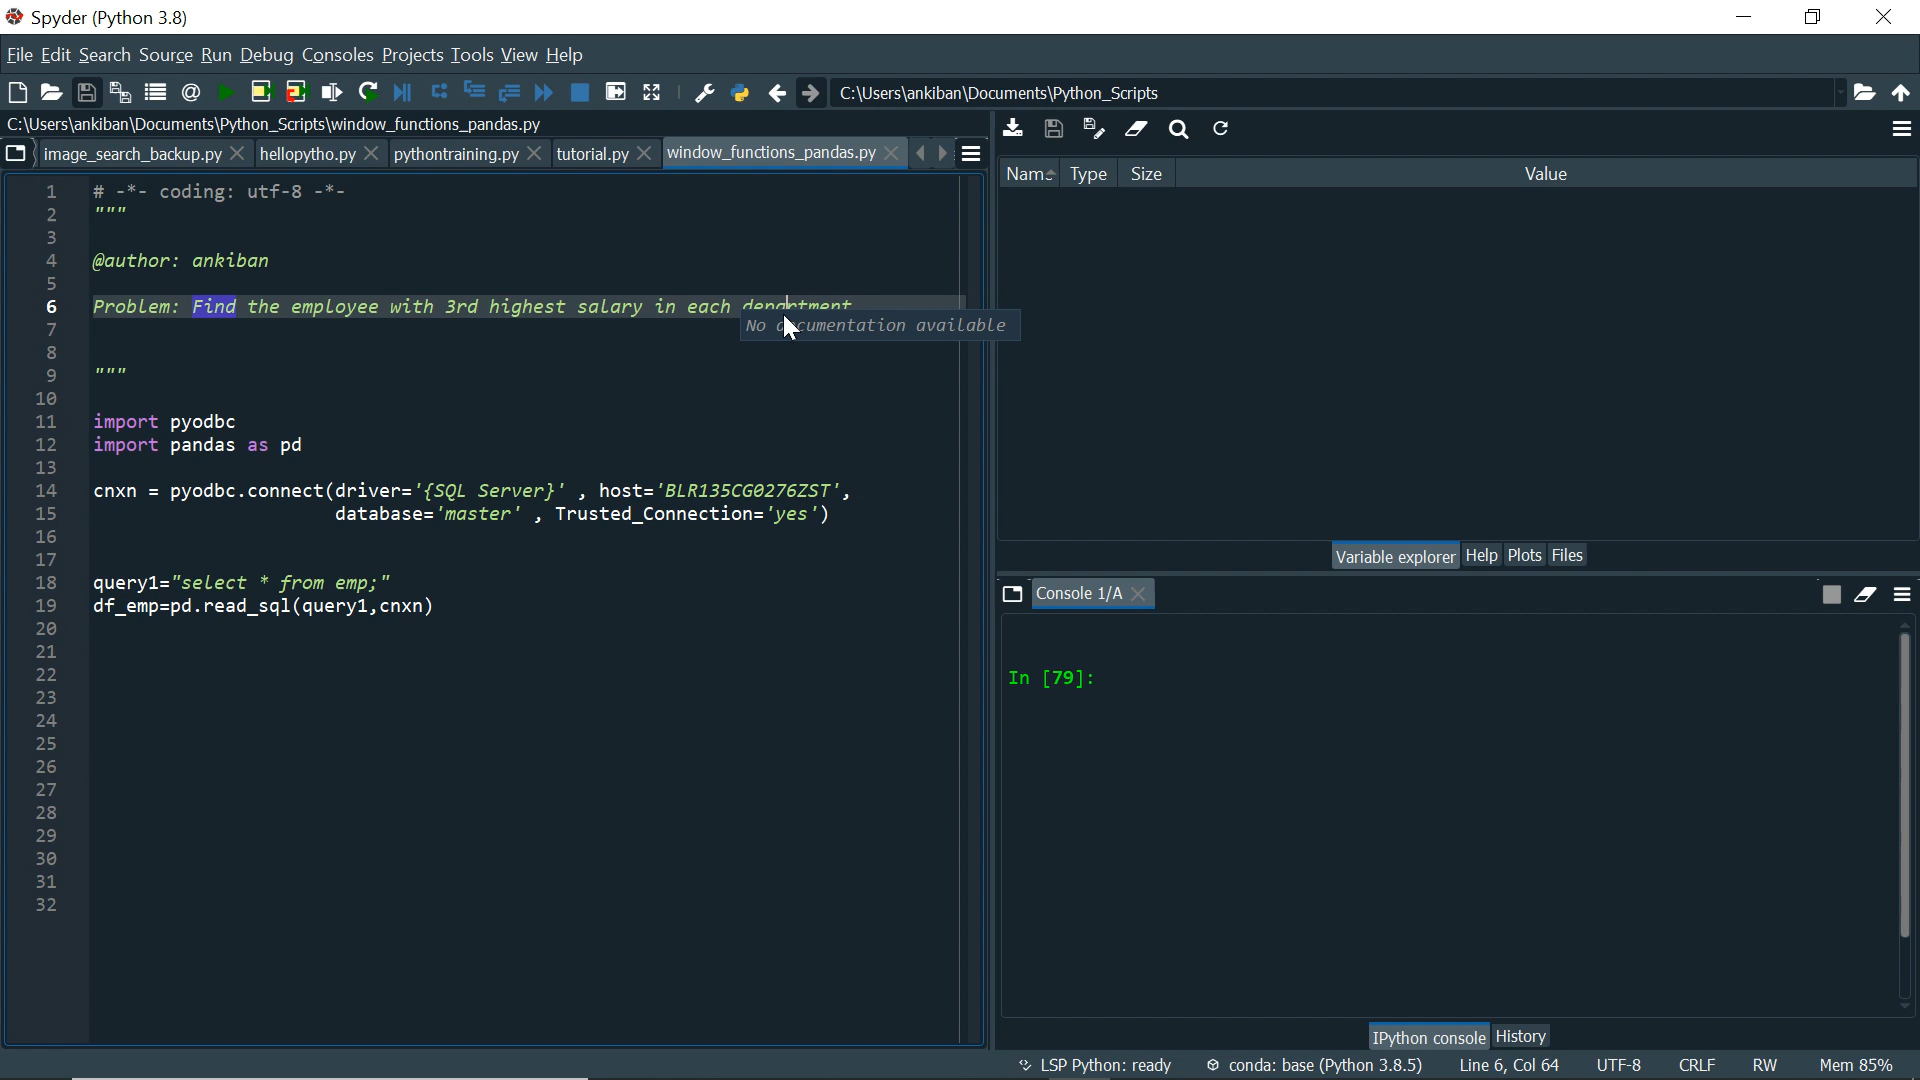 Spyder (Python 3.8)
File Edit Search Source Run Debug Consoles Projects Tools View Help
C:\Users\ankiban\Documents\Python_Scripts
C:\Users\ankiban\Documents\Python_Scripts\window_functions_pandas.py
image_search_backup.py hellopytho.py pythontraining.py tutorial.py window_functions_pandas.py
1 # -*- coding: utf-8 -*-
2 """
3
4 @author: ankiban
5
6 Problem: Find the employee with 3rd highest salary in each department
No documentation available
7
8
9 """
10
11 import pyodbc
12 import pandas as pd
13
14 cnxn = pyodbc.connect(driver='{SQL Server}' , host='BLR135CG0276ZST',
15 database='master' , Trusted_Connection='yes')
16
17
18 query1="select * from emp;"
19 df_emp=pd.read_sql(query1,cnxn)
20
21
22
23
24
25
26
27
28
29
30
31
32
Type Size Value
Variable explorer Help Plots Files
Console 1/A
In [79]:
IPython console History
LSP Python: ready conda: base (Python 3.8.5) Line 6, Col 64 UTF-8 CRLF RW Mem 85%